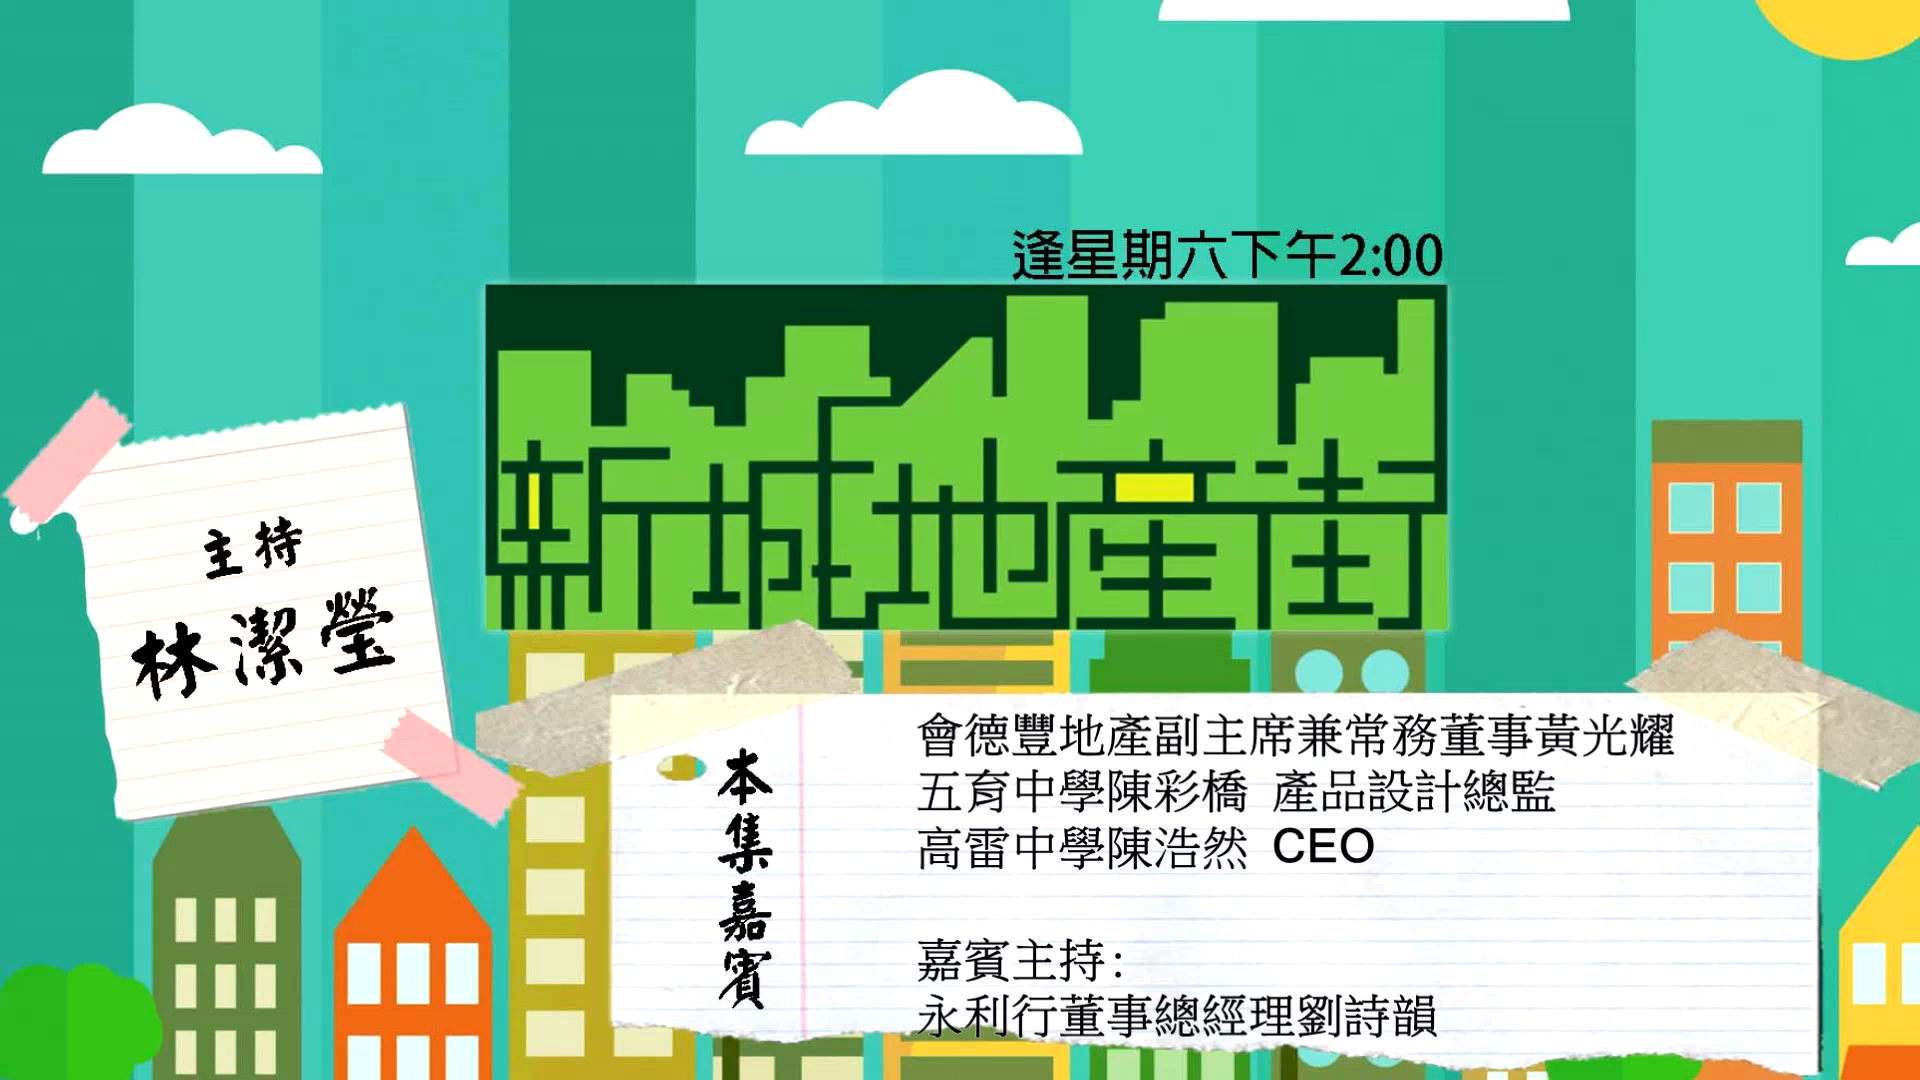 逢星期六下午2:00
新城地產街
主持
林潔瑩
本集嘉賓
會德豐地產副主席兼常務董事黃光耀
五育中學陳彩橋 產品設計總監
高雷中學陳浩然 CEO
嘉賓主持:
永利行董事總經理劉詩韻